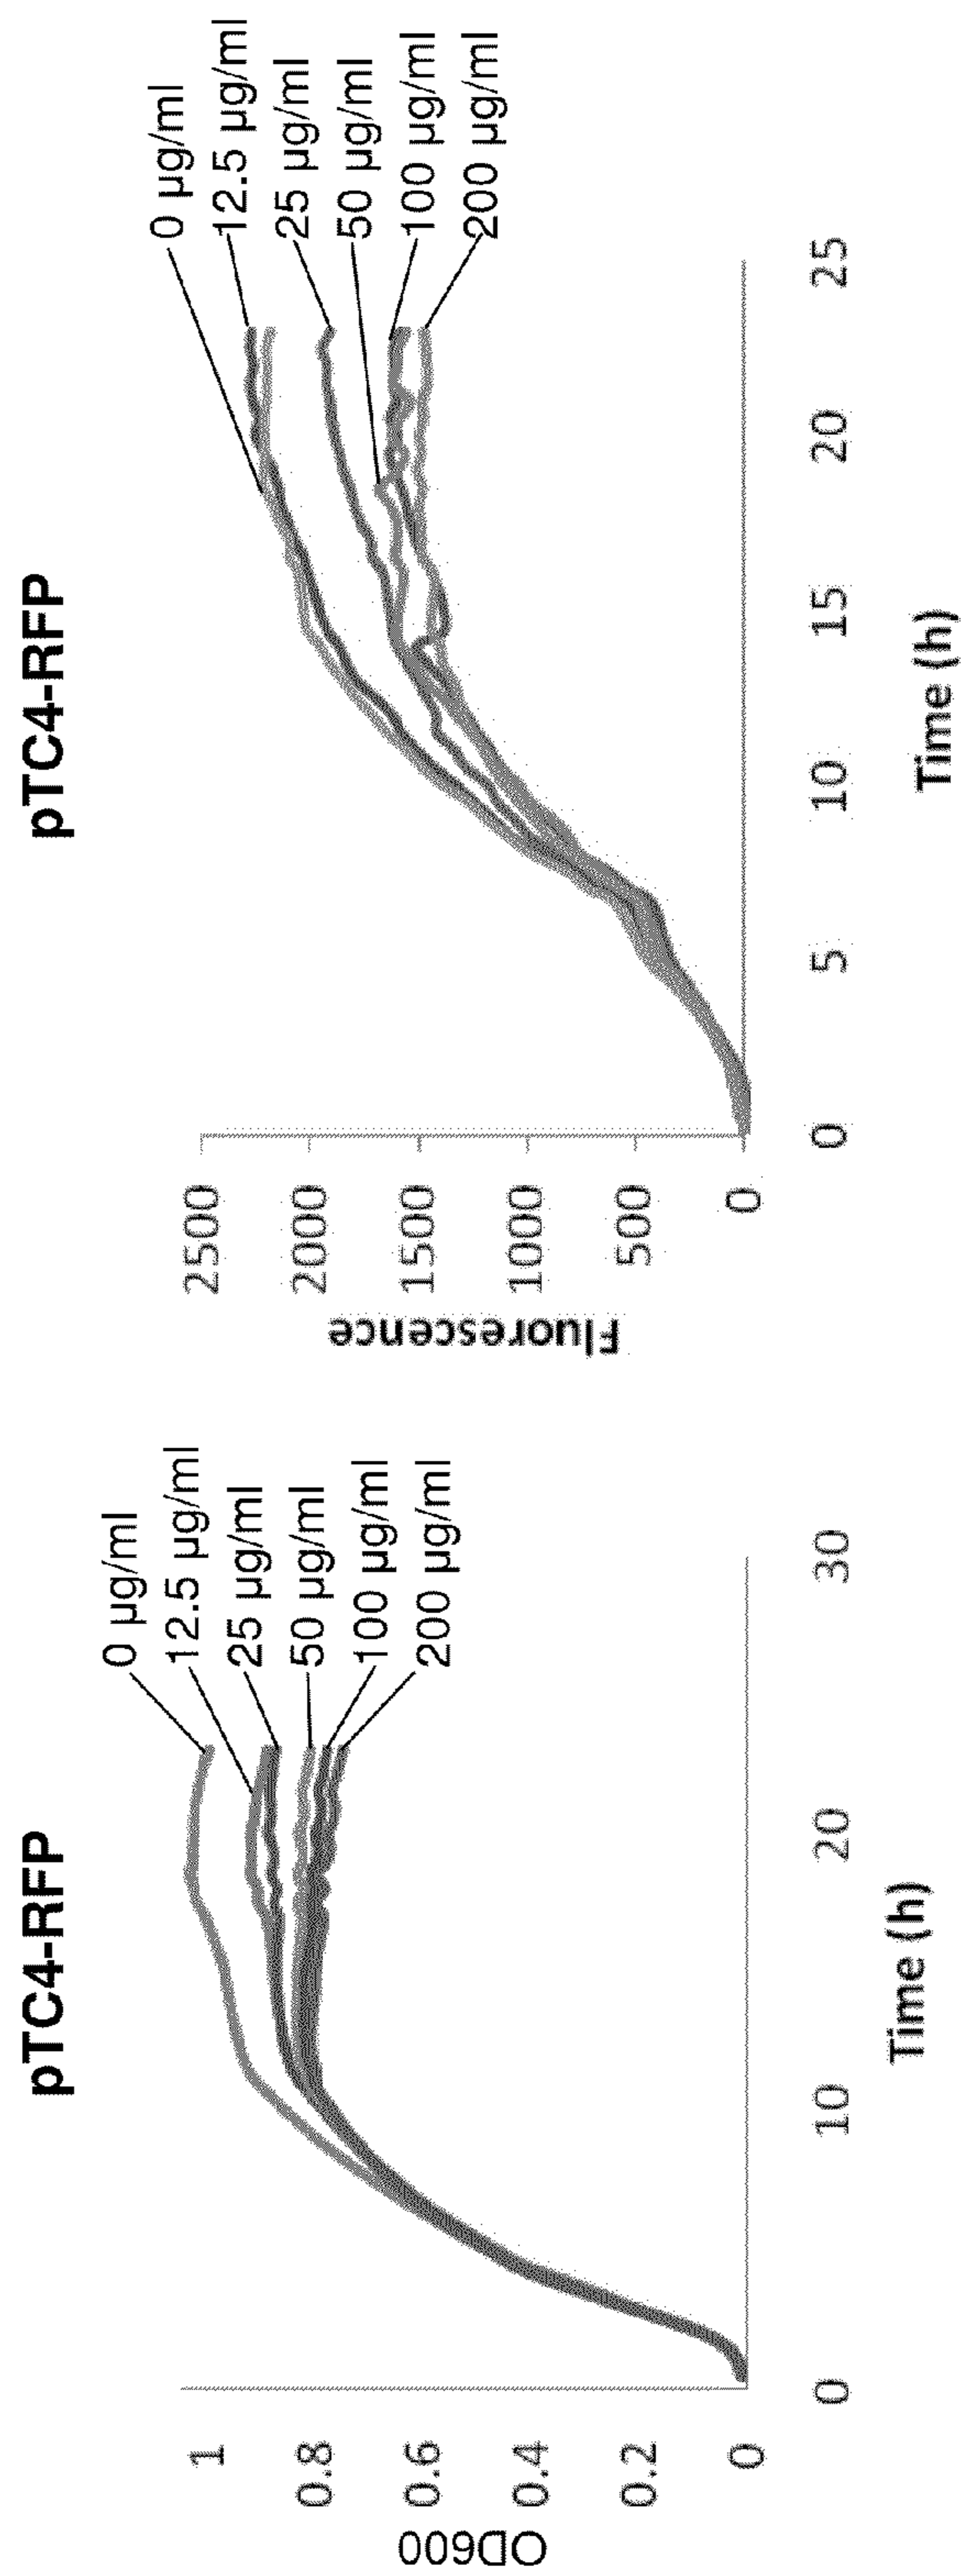 pTC4-RFP
OD600
1
0.8
0.6
0.4
0.2
0
0
10
20
30
Time (h)
0 µg/ml
12.5 µg/ml
25 µg/ml
50 µg/ml
100 µg/ml
200 µg/ml
pTC4-RFP
Fluorescence
2500
2000
1500
1000
500
0
0
5
10
15
20
25
Time (h)
0 µg/ml
12.5 µg/ml
25 µg/ml
50 µg/ml
100 µg/ml
200 µg/ml